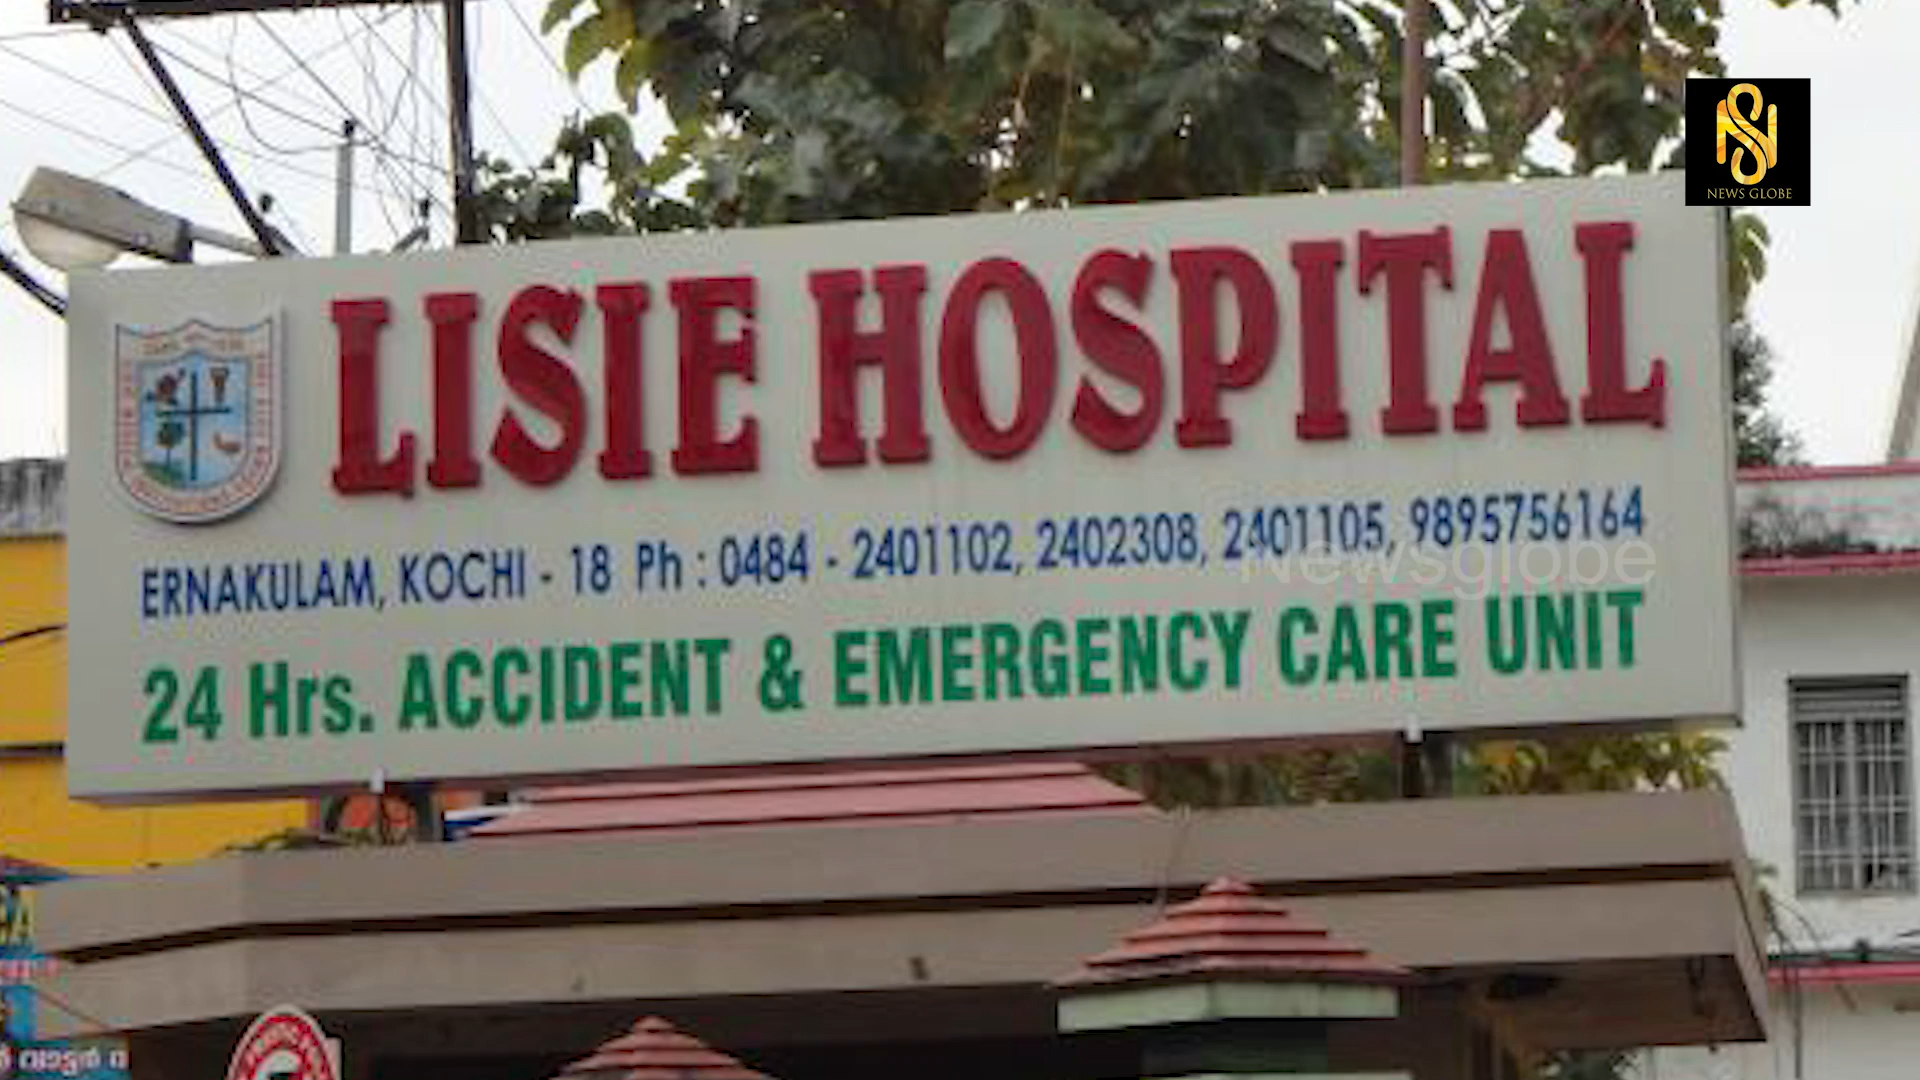 NEWS GLOBE
LISIE HOSPITAL
ERNAKULAM, KOCHI - 18 Ph : 0484 - 2401102, 2402308, 2401105, 9895756164
Newsglobe
24 Hrs. ACCIDENT & EMERGENCY CARE UNIT